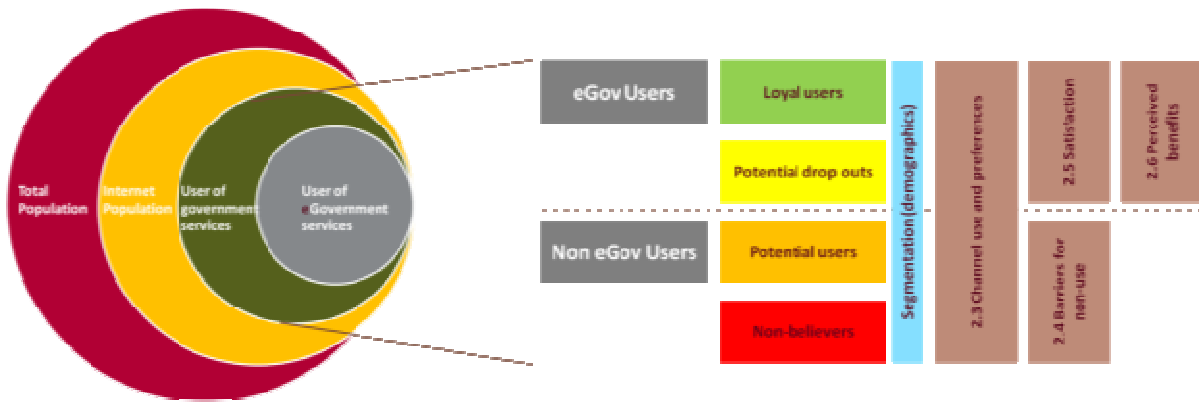 Total
Population
Internet
Population
User of
government
services
User of
eGovernment
services
eGov Users
Loyal users
Potential drop outs
Non eGov Users
Potential users
Non-believers
Segmentation (demographics)
2.3 Channel use and preferences
2.5 Satisfaction
2.6 Perceived
benefits
2.4 Barriers for
non-use